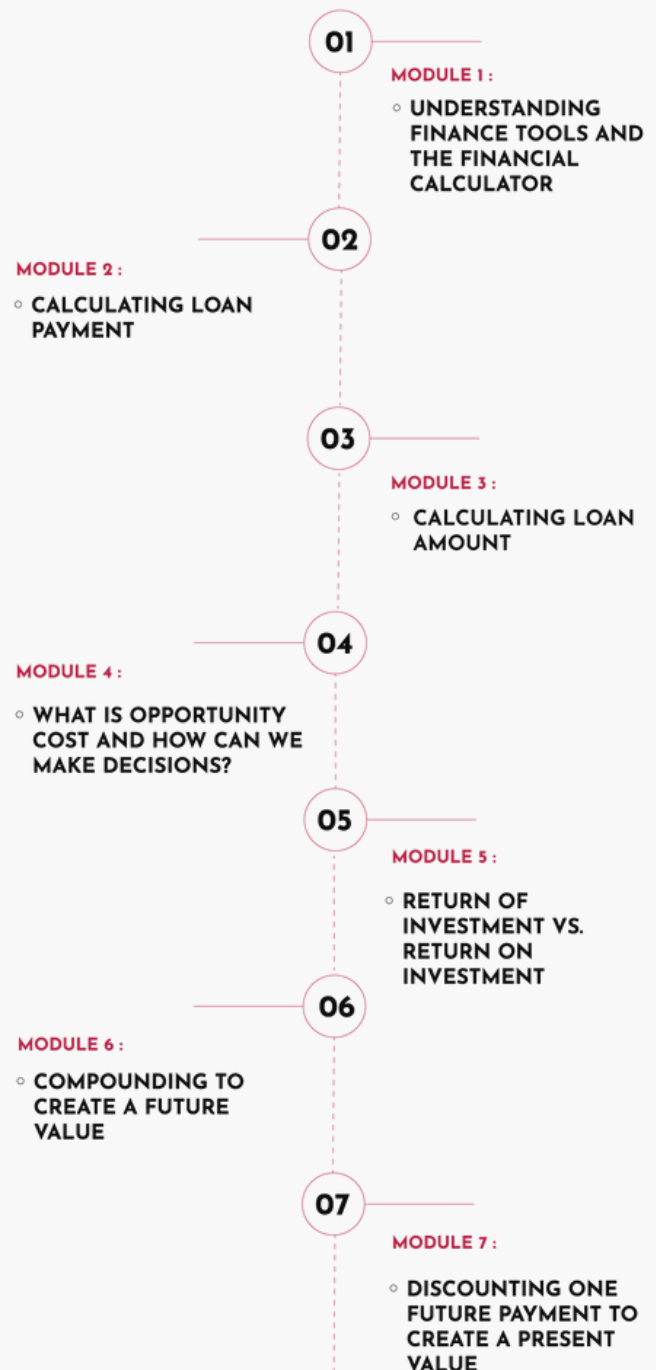 01
MODULE 1 :
UNDERSTANDING
FINANCE TOOLS AND
THE FINANCIAL
CALCULATOR
02
MODULE 2 :
CALCULATING LOAN
PAYMENT
03
MODULE 3 :
CALCULATING LOAN
AMOUNT
04
MODULE 4 :
WHAT IS OPPORTUNITY
COST AND HOW CAN WE
MAKE DECISIONS?
05
MODULE 5 :
RETURN OF
INVESTMENT VS.
RETURN ON
INVESTMENT
06
MODULE 6 :
COMPOUNDING TO
CREATE A FUTURE
VALUE
07
MODULE 7 :
DISCOUNTING ONE
FUTURE PAYMENT TO
CREATE A PRESENT
VALUE